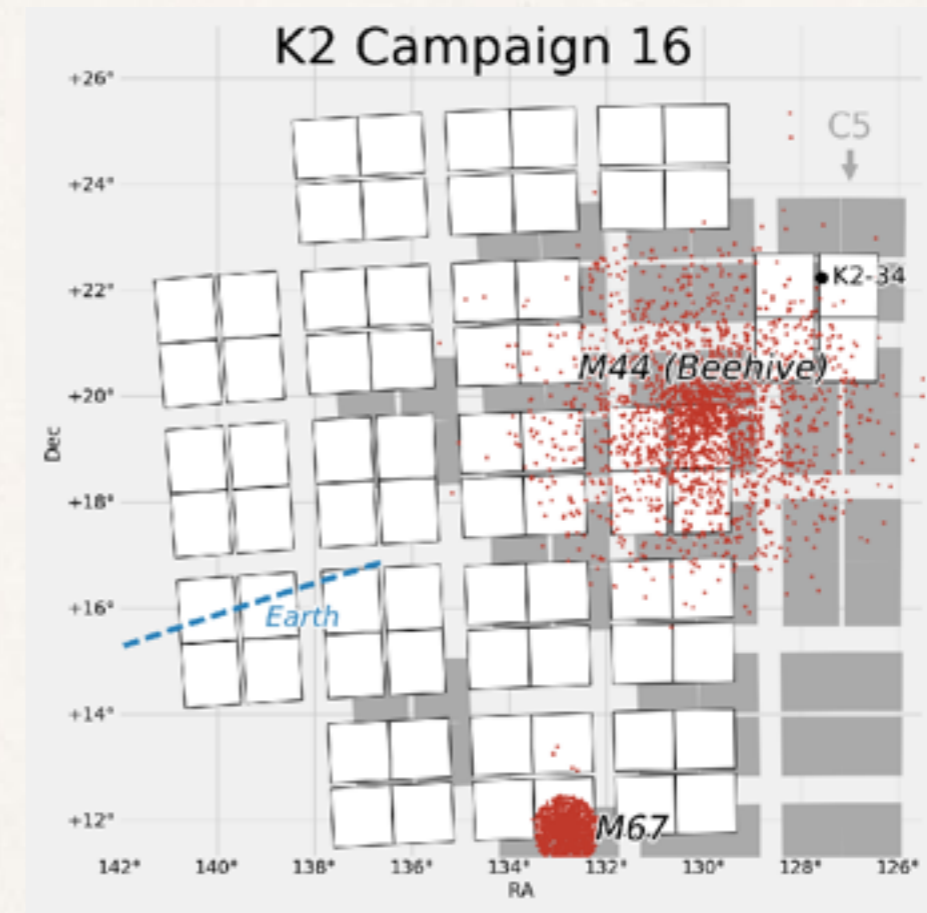 K2 Campaign 16
+26°
C5
+24°
+22°
K2-34
M44 (Beehive)
+20°
Dec
+18°
+16°
Earth
+14°
+12°
M67
142° 140° 138° 136° 134° 132° 130° 128° 126°
RA